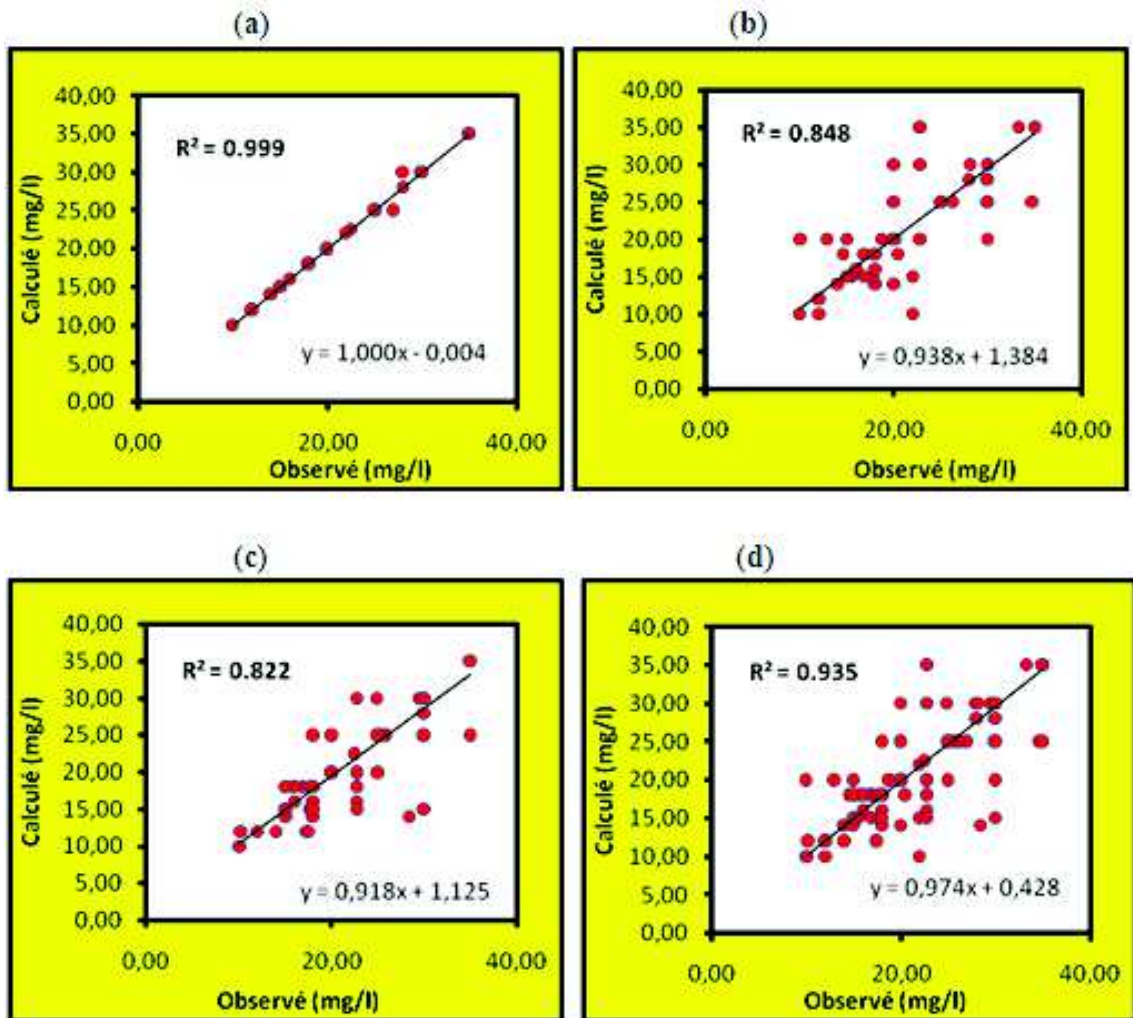 (a)
40,00
35,00
30,00
25,00
20,00
15,00
10,00
5,00
0,00
Calculé (mg/l)
R² = 0.999
y = 1,000x - 0,004
0,00 20,00 40,00
Observé (mg/l)
(b)
40,00
35,00
30,00
25,00
20,00
15,00
10,00
5,00
0,00
Calculé (mg/l)
R² = 0.848
y = 0,938x + 1,384
0,00 20,00 40,00
Observé (mg/l)
(c)
40,00
35,00
30,00
25,00
20,00
15,00
10,00
5,00
0,00
Calculé (mg/l)
R² = 0.822
y = 0,918x + 1,125
0,00 20,00 40,00
Observé (mg/l)
(d)
40,00
35,00
30,00
25,00
20,00
15,00
10,00
5,00
0,00
Calculé (mg/l)
R² = 0.935
y = 0,974x + 0,428
0,00 20,00 40,00
Observé (mg/l)